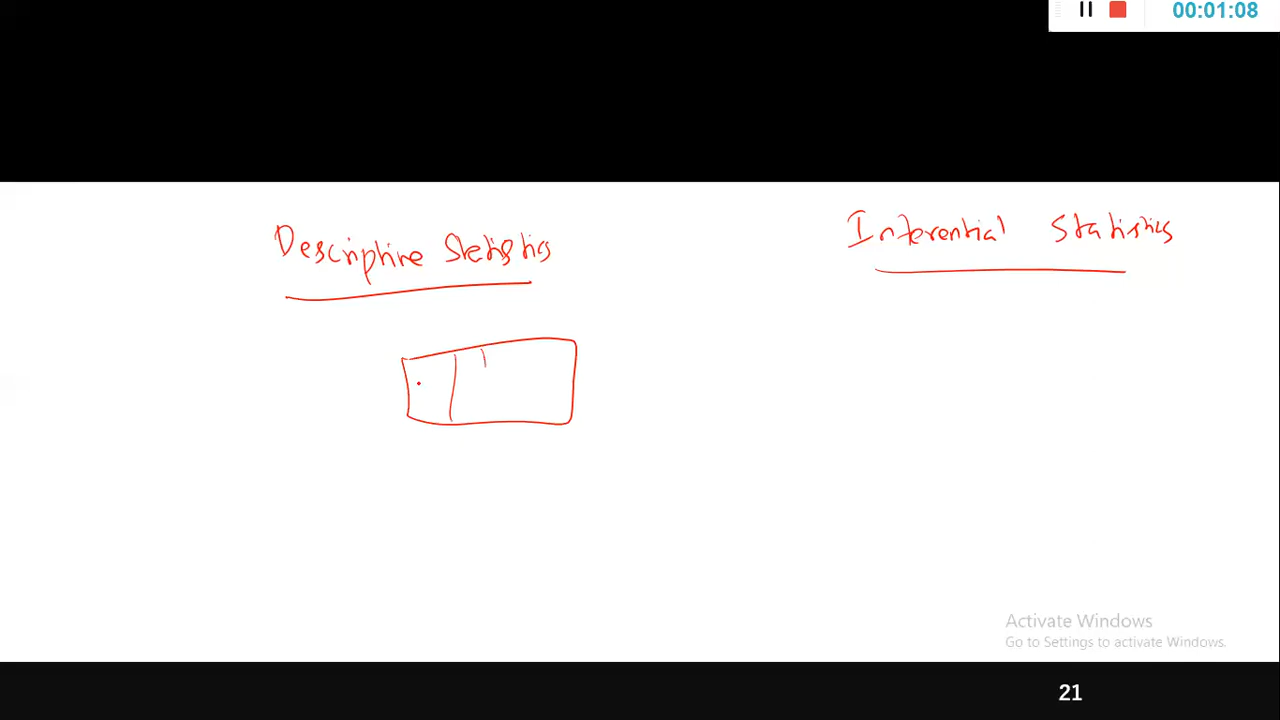 00:01:08
Descriptive Statistics
Inferential Statistics
Activate Windows
Go to Settings to activate Windows.
21